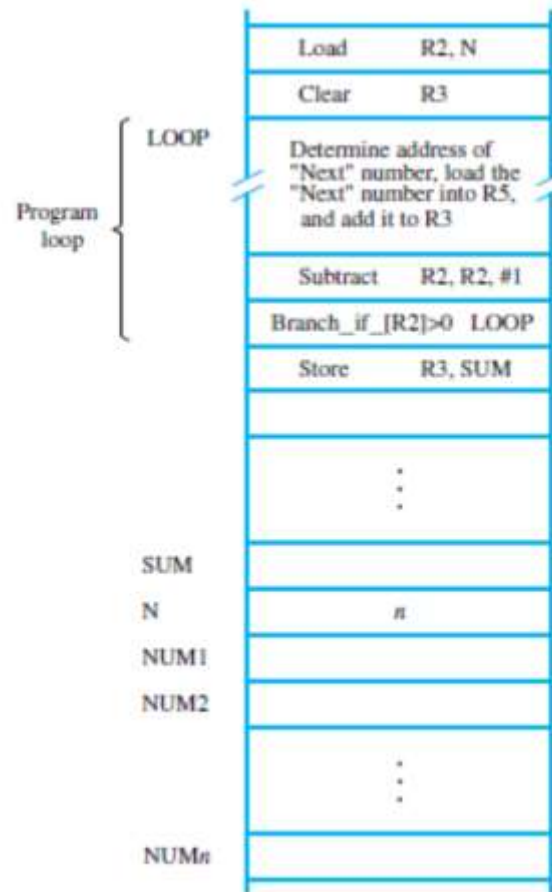 Load R2, N
Clear R3
LOOP
Determine address of
"Next" number, load the
"Next" number into R5,
and add it to R3
Program
loop
Subtract R2, R2, #1
Branch_if_[R2]>0 LOOP
Store R3, SUM
SUM
N n
NUM1
NUM2
NUMn